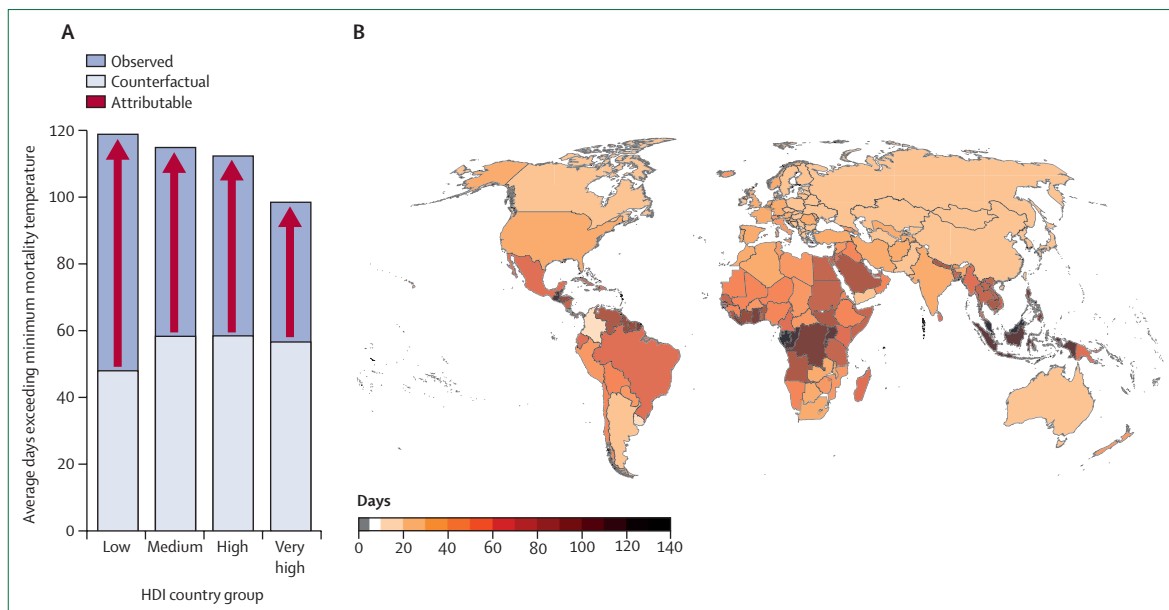 A
Observed
Counterfactual
Attributable
Average days exceeding minimum mortality temperature
120
100
80
60
40
20
0
Low Medium High Very high
HDI country group
B
Days
0 20 40 60 80 100 120 140